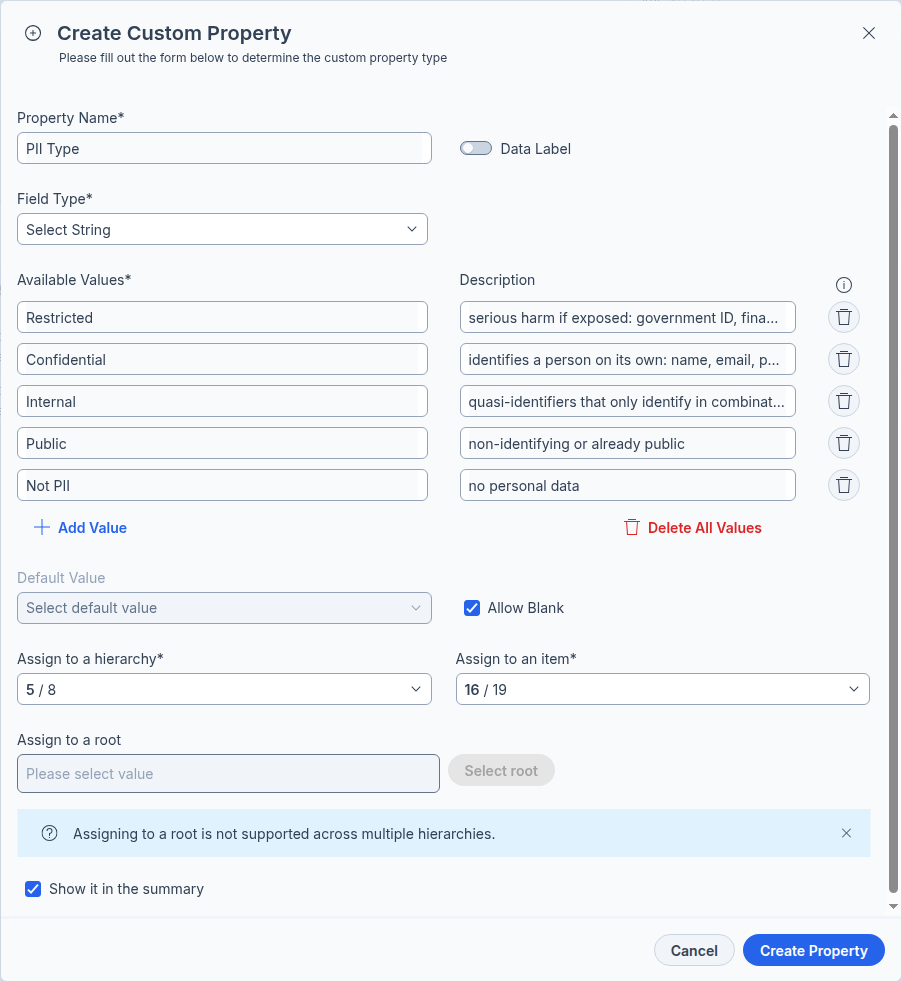 Create Custom Property
Please fill out the form below to determine the custom property type
Property Name*
PII Type
Data Label
Field Type*
Select String
Available Values*
Description
Restricted
serious harm if exposed: government ID, fina...
Confidential
identifies a person on its own: name, email, p...
Internal
quasi-identifiers that only identify in combinat...
Public
non-identifying or already public
Not PII
no personal data
Add Value
Delete All Values
Default Value
Select default value
Allow Blank
Assign to a hierarchy*
Assign to an item*
5 / 8
16 / 19
Assign to a root
Please select value
Select root
Assigning to a root is not supported across multiple hierarchies.
Show it in the summary
Cancel
Create Property